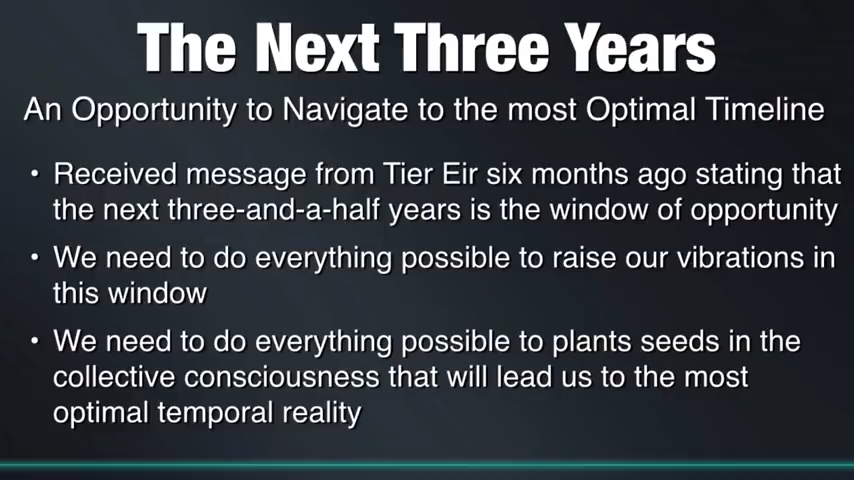 The Next Three Years
An Opportunity to Navigate to the most Optimal Timeline
• Received message from Tier Eir six months ago stating that
the next three-and-a-half years is the window of opportunity
• We need to do everything possible to raise our vibrations in
this window
• We need to do everything possible to plants seeds in the
collective consciousness that will lead us to the most
optimal temporal reality